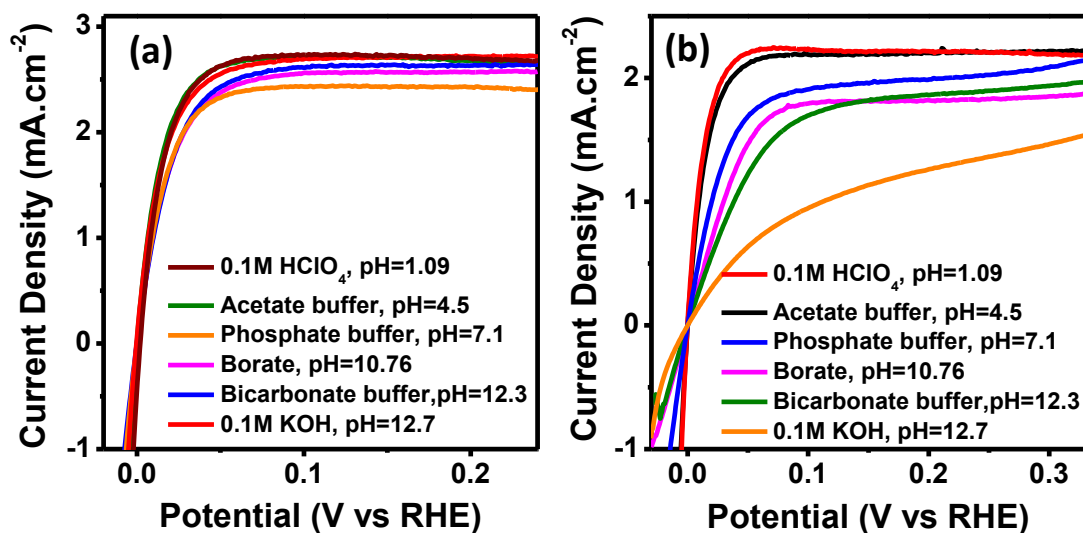 (a)
Current Density (mA.cm⁻²)
3
2
1
0
-1
0.1M HClO₄, pH=1.09
Acetate buffer, pH=4.5
Phosphate buffer, pH=7.1
Borate, pH=10.76
Bicarbonate buffer,pH=12.3
0.1M KOH, pH=12.7
0.0 0.1 0.2
Potential (V vs RHE)
(b)
Current Density (mA.cm⁻²)
2
1
0
-1
0.1M HClO₄, pH=1.09
Acetate buffer, pH=4.5
Phosphate buffer, pH=7.1
Borate, pH=10.76
Bicarbonate buffer,pH=12.3
0.1M KOH, pH=12.7
0.0 0.1 0.2 0.3
Potential (V vs RHE)